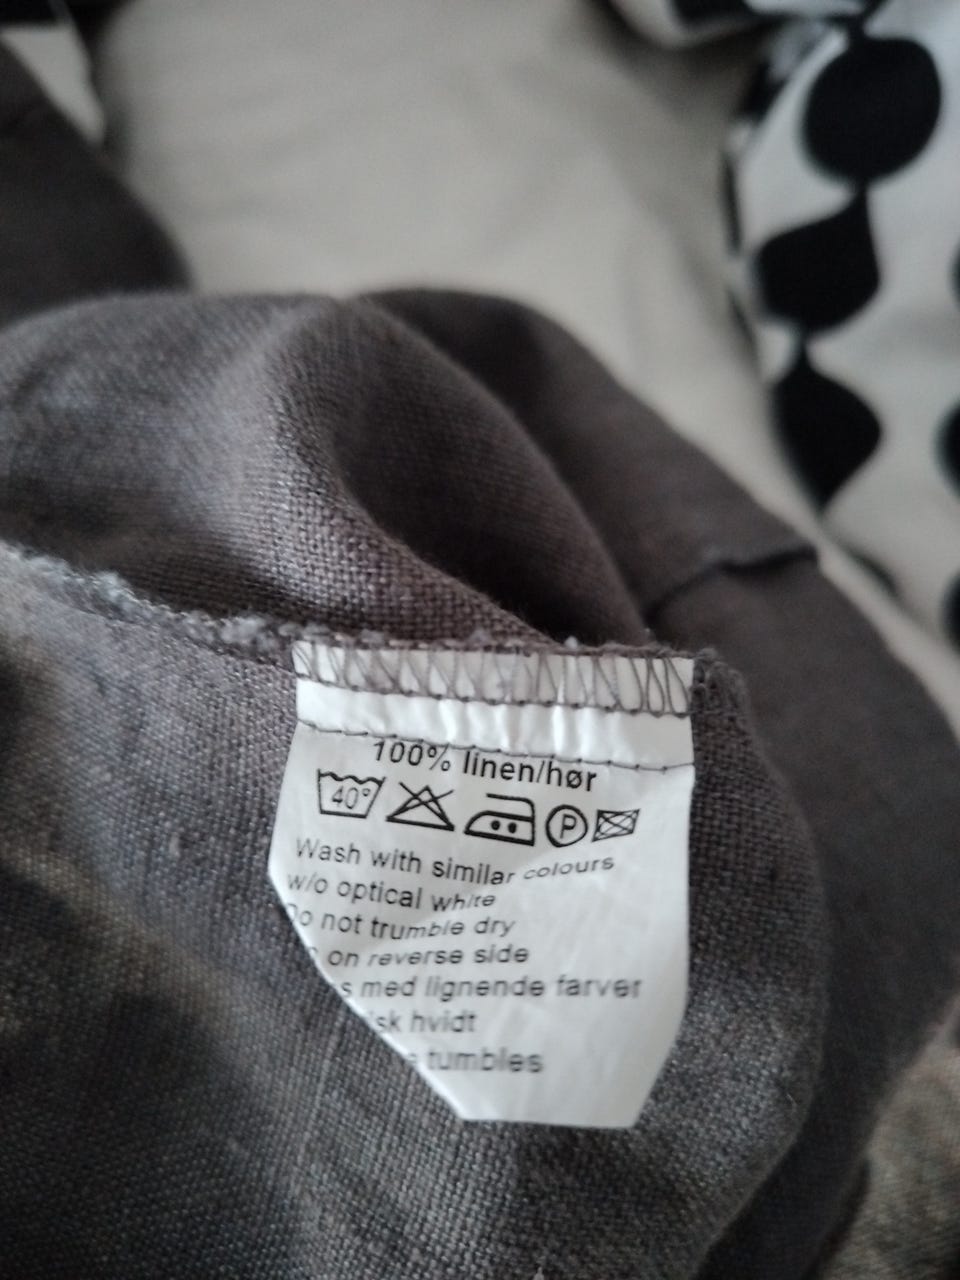 100% linen/hør
40° P
Wash with similar colours
w/o optical white
Do not trumble dry
on reverse side
med lignende farver
hvidt
tumbles